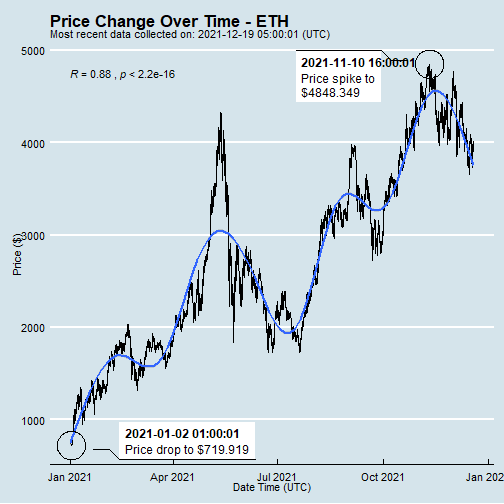 Price Change Over Time - ETH
Most recent data collected on: 2021-12-19 05:00:01 (UTC)
5000
R = 0.88 , p < 2.2e-16
2021-11-10 16:00:01
Price spike to
$4848.349
4000
3000
Price ($)
2000
1000
2021-01-02 01:00:01
Price drop to $719.919
Jan 2021
Apr 2021
Jul 2021
Oct 2021
Jan 202
Date Time (UTC)